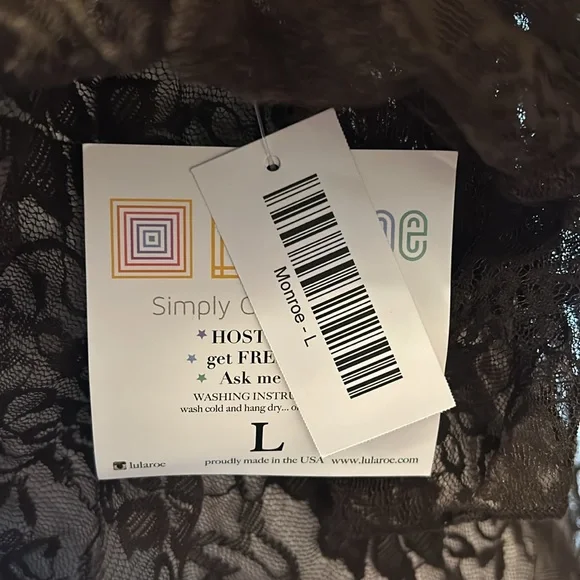 ne
Simply C
HOST
get FRE
Ask me
WASHING INSTRU
wash cold and hang dry... o
L
lularoe
proudly made in the USA www.lularoe.com
Monroe - L